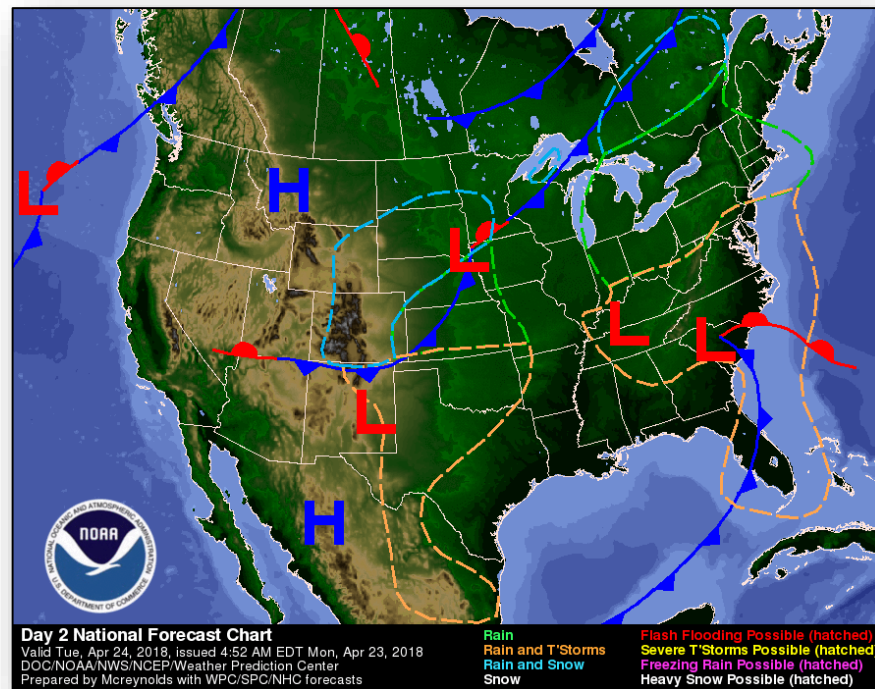 L
H
L
L
L
L
H
NATIONAL OCEANIC AND ATMOSPHERIC ADMINISTRATION
NOAA
U.S. DEPARTMENT OF COMMERCE
Day 2 National Forecast Chart
Valid Tue, Apr 24, 2018, issued 4:52 AM EDT Mon, Apr 23, 2018
DOC/NOAA/NWS/NCEP/Weather Prediction Center
Prepared by Mcreynolds with WPC/SPC/NHC forecasts
Rain
Rain and T'Storms
Rain and Snow
Snow
Flash Flooding Possible (hatched)
Severe T'Storms Possible (hatched)
Freezing Rain Possible (hatched)
Heavy Snow Possible (hatched)